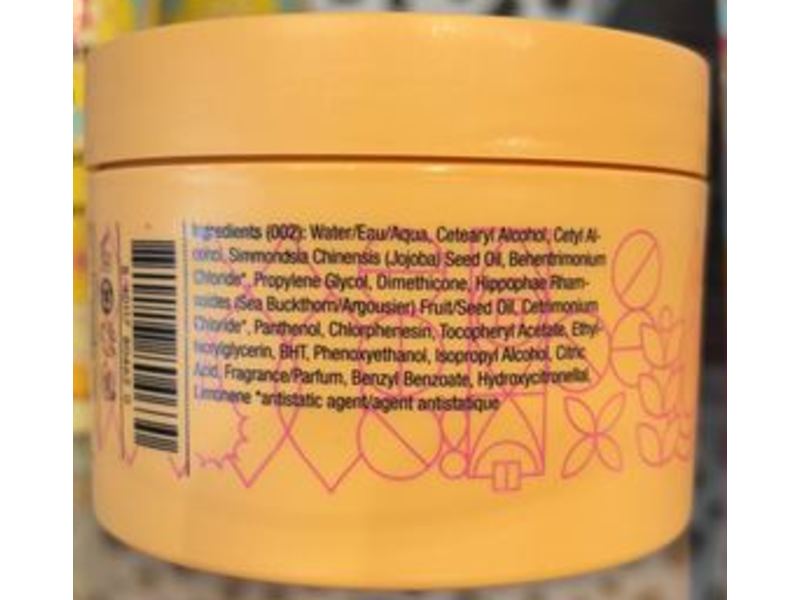 Ingredients (002): Water/Eau/Aqua, Cetearyl Alcohol, Cetyl Al-
cohol, Simmondsia Chinensis (Jojoba) Seed Oil, Behentrimonium
Chloride*, Propylene Glycol, Dimethicone, Hippophae Rham-
noides (Sea Buckthorn/Argousier) Fruit/Seed Oil, Cetrimonium
Chloride*, Panthenol, Chlorphenesin, Tocopheryl Acetate, Ethyl-
hexylglycerin, BHT, Phenoxyethanol, Isopropyl Alcohol, Citric
Acid, Fragrance/Parfum, Benzyl Benzoate, Hydroxycitronellal,
Limonene *antistatic agent/agent antistatique